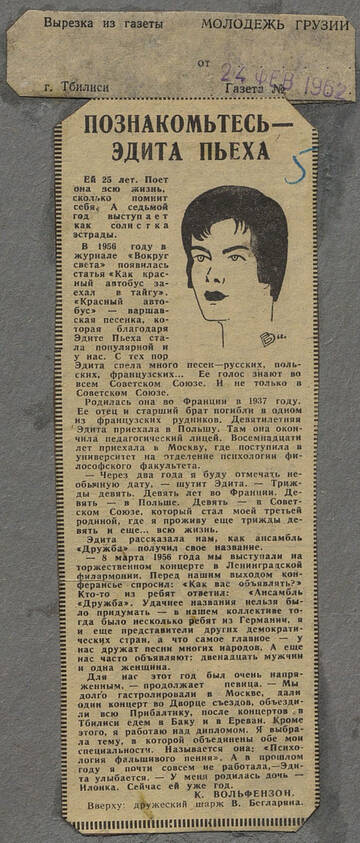 Вырезка из газеты МОЛОДЕЖЬ ГРУЗИИ
от
24 ФЕВ 1962
г. Тбилиси Газета №
5
ПОЗНАКОМЬТЕСЬ—
ЭДИТА ПЬЕХА
Ей 25 лет. Поет
она всю жизнь,
сколько помнит
себя. А седьмой
год выступает
как солистка
эстрады.
В 1956 году в
журнале «Вокруг
света» появилась
статья «Как крас-
ный автобус за-
ехал в тайгу».
«Красный авто-
бус» — варшав-
ская песенка, ко-
торая благодаря
Эдите Пьеха ста-
ла популярной и
у нас. С тех пор
Эдита спела много песен—русских, поль-
ских, французских... Ее голос знают во
всем Советском Союзе. И не только в
Советском Союзе.
Родилась она во Франции в 1937 году.
Ее отец и старший брат погибли в одном
из французских рудников. Девятилетняя
Эдита приехала в Польшу. Там она окон-
чила педагогический лицей. Восемнадцати
лет приехала в Москву, где поступила в
университет на отделение психологии фи-
лософского факультета.
— Через два года я буду отмечать не-
обычную дату, — шутит Эдита. — Триж-
ды девять. Девять лет во Франции. Де-
вять — в Польше. Девять — в Совет-
ском Союзе, который стал моей третьей
родиной, где я проживу еще трижды де-
вять и еще... всю жизнь.
Эдита рассказала нам, как ансамбль
«Дружба» получил свое название.
— 8 марта 1956 года мы выступали на
торжественном концерте в Ленинградской
филармонии. Перед нашим выходом кон-
ферансье спросил: «Как вас объявлять?»
Кто-то из ребят ответил: «Ансамбль
«Дружба». Удачнее названия нельзя бы-
ло придумать — в нашем коллективе то-
гда было несколько ребят из Германии, я
и еще представители других демократи-
ческих стран, а что самое главное — у
нас дружат песни многих народов. А еще
нас часто объявляют: двенадцать мужчин
и одна женщина.
Для нас этот год был очень напря-
женным, — продолжает певица. — Мы
долго гастролировали в Москве, дали
один концерт во Дворце съездов, объезди-
ли всю Прибалтику, после концертов в
Тбилиси едем в Баку и в Ереван. Кроме
этого, я работаю над дипломом. Я выбра-
ла тему, в которой объединены обе мои
специальности. Называется она: «Психо-
логия фальшивого пения». А в прошлом
году я почти совсем не работала,—Эди-
та улыбается. — У меня родилась дочь —
Илонка. Сейчас ей уже год.
К. ВОЛЬФЕНЗОН.
Вверху: дружеский шарж В. Бегларяна.